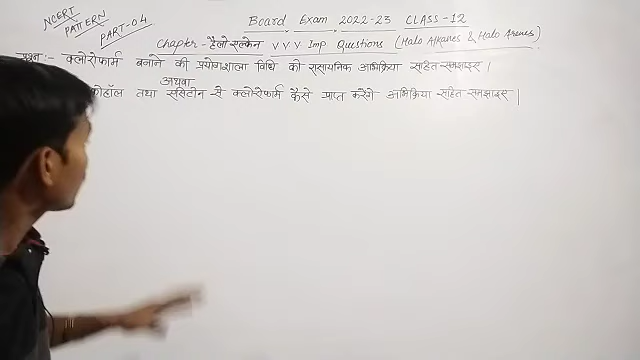 NCERT
PATTERN
PART-04
Board Exam 2022-23 CLASS-12
Chapter - हैलोएल्केन VVV Imp Questions (Halo Alkanes & Halo Arenes)
प्रश्न:- क्लोरोफार्म बनाने की प्रयोगशाला विधि को रासायनिक अभिक्रिया सहित समझाइए।
अथवा
तथा एसिटोन से क्लोरोफार्म कैसे प्राप्त करेंगे अभिक्रिया सहित समझाइए|